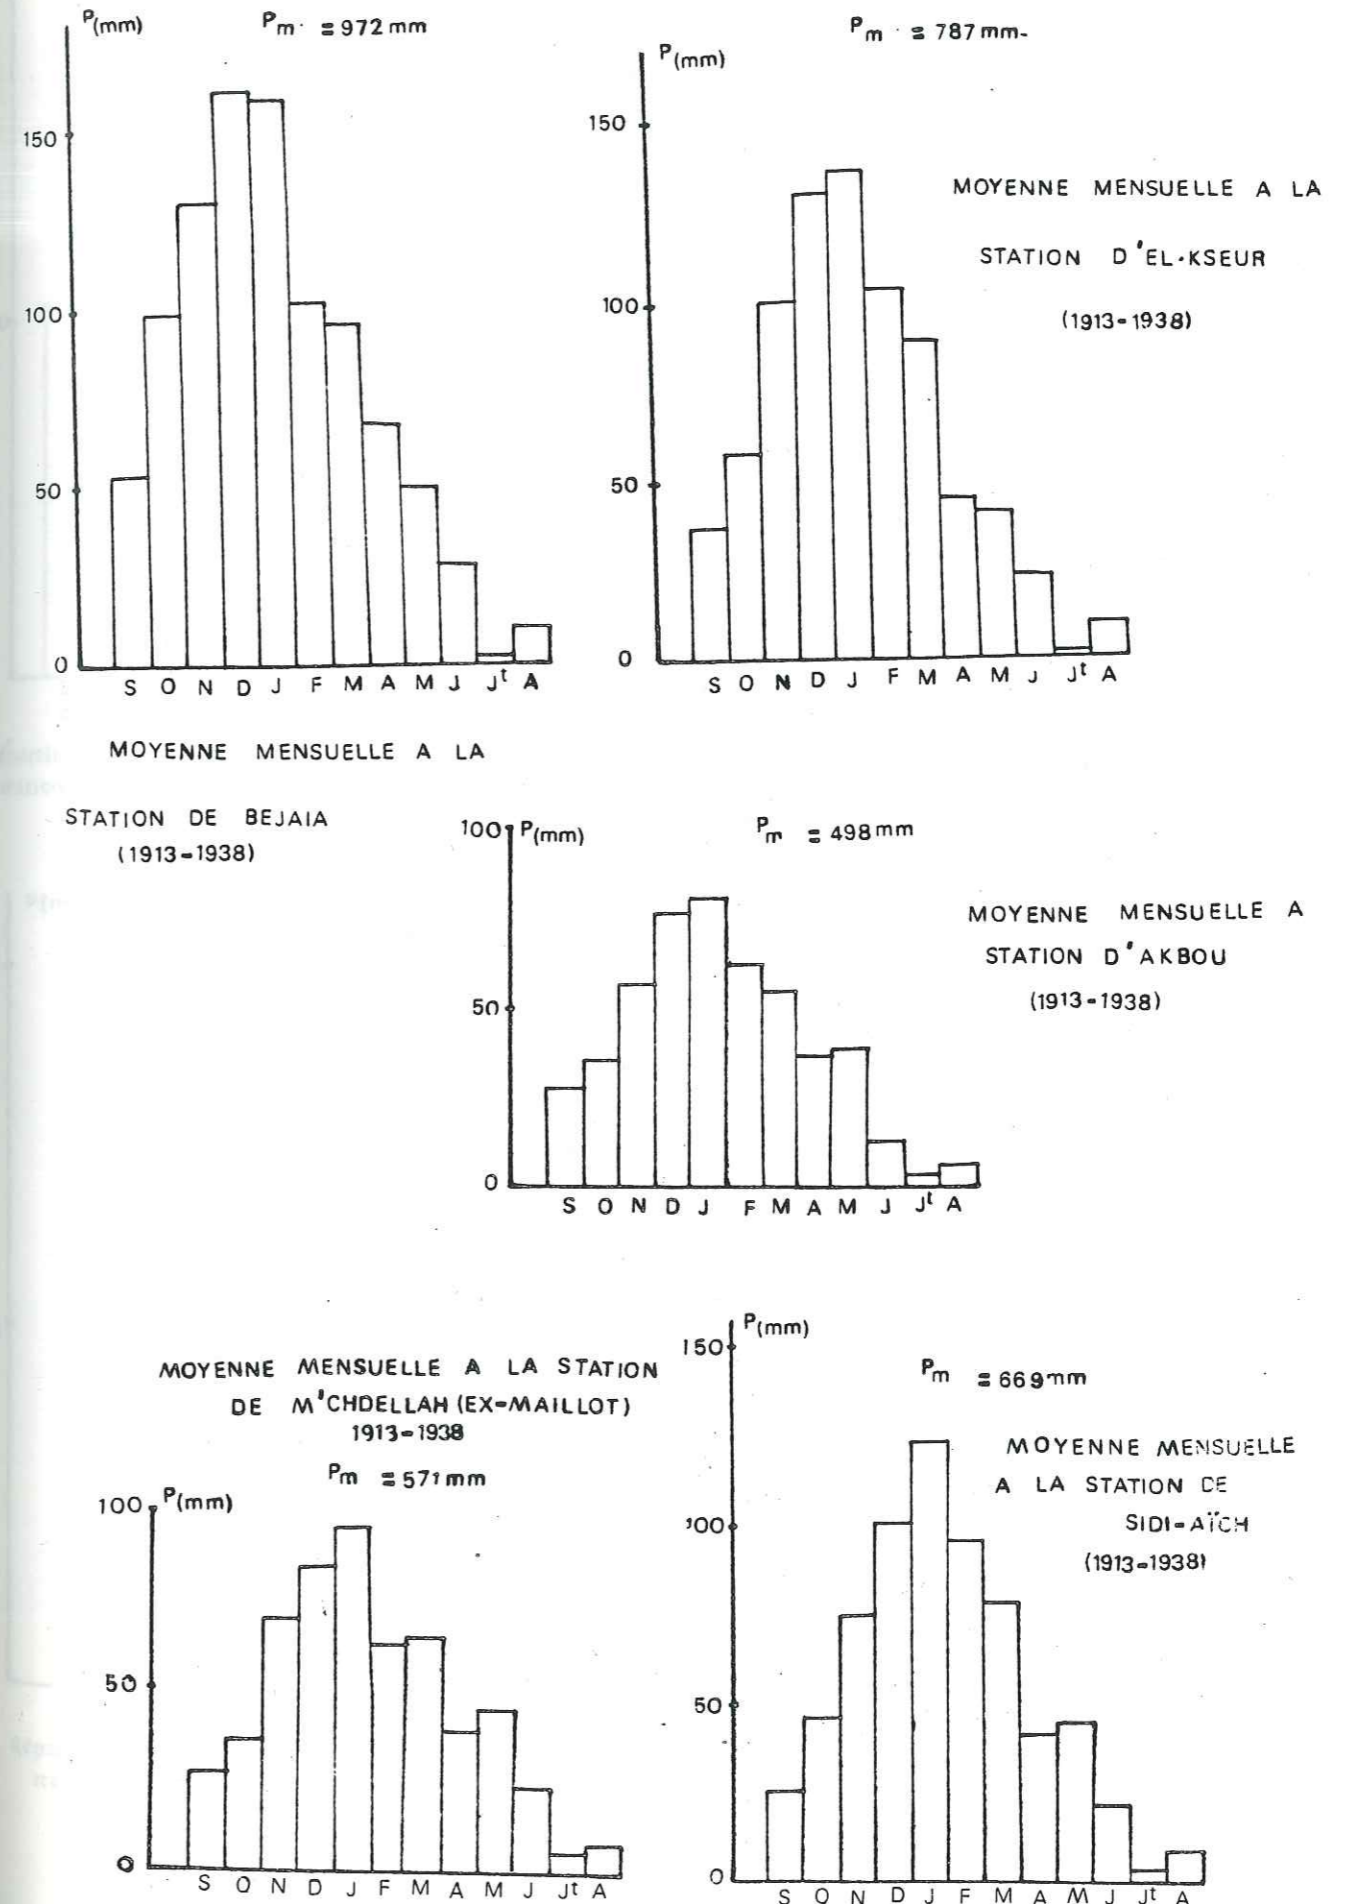 P(mm)
Pm = 972 mm
150
100
50
0
S O N D J F M A M J Jt A
MOYENNE MENSUELLE A LA
STATION DE BEJAIA
(1913-1938)
Pm = 787 mm-
P(mm)
150
100
50
0
S O N D J F M A M J Jt A
MOYENNE MENSUELLE A LA
STATION D'EL-KSEUR
(1913-1938)
100 P(mm)
Pm = 498 mm
50
0
S O N D J F M A M J Jt A
MOYENNE MENSUELLE A
STATION D'AKBOU
(1913-1938)
MOYENNE MENSUELLE A LA STATION
DE M'CHDELLAH (EX-MAILLOT)
1913-1938
Pm = 571 mm
100 P(mm)
50
0
S O N D J F M A M J Jt A
P(mm)
150
Pm = 669 mm
MOYENNE MENSUELLE
A LA STATION DE
SIDI-AÏCH
(1913-1938)
100
50
0
S O N D J F M A M J Jt A